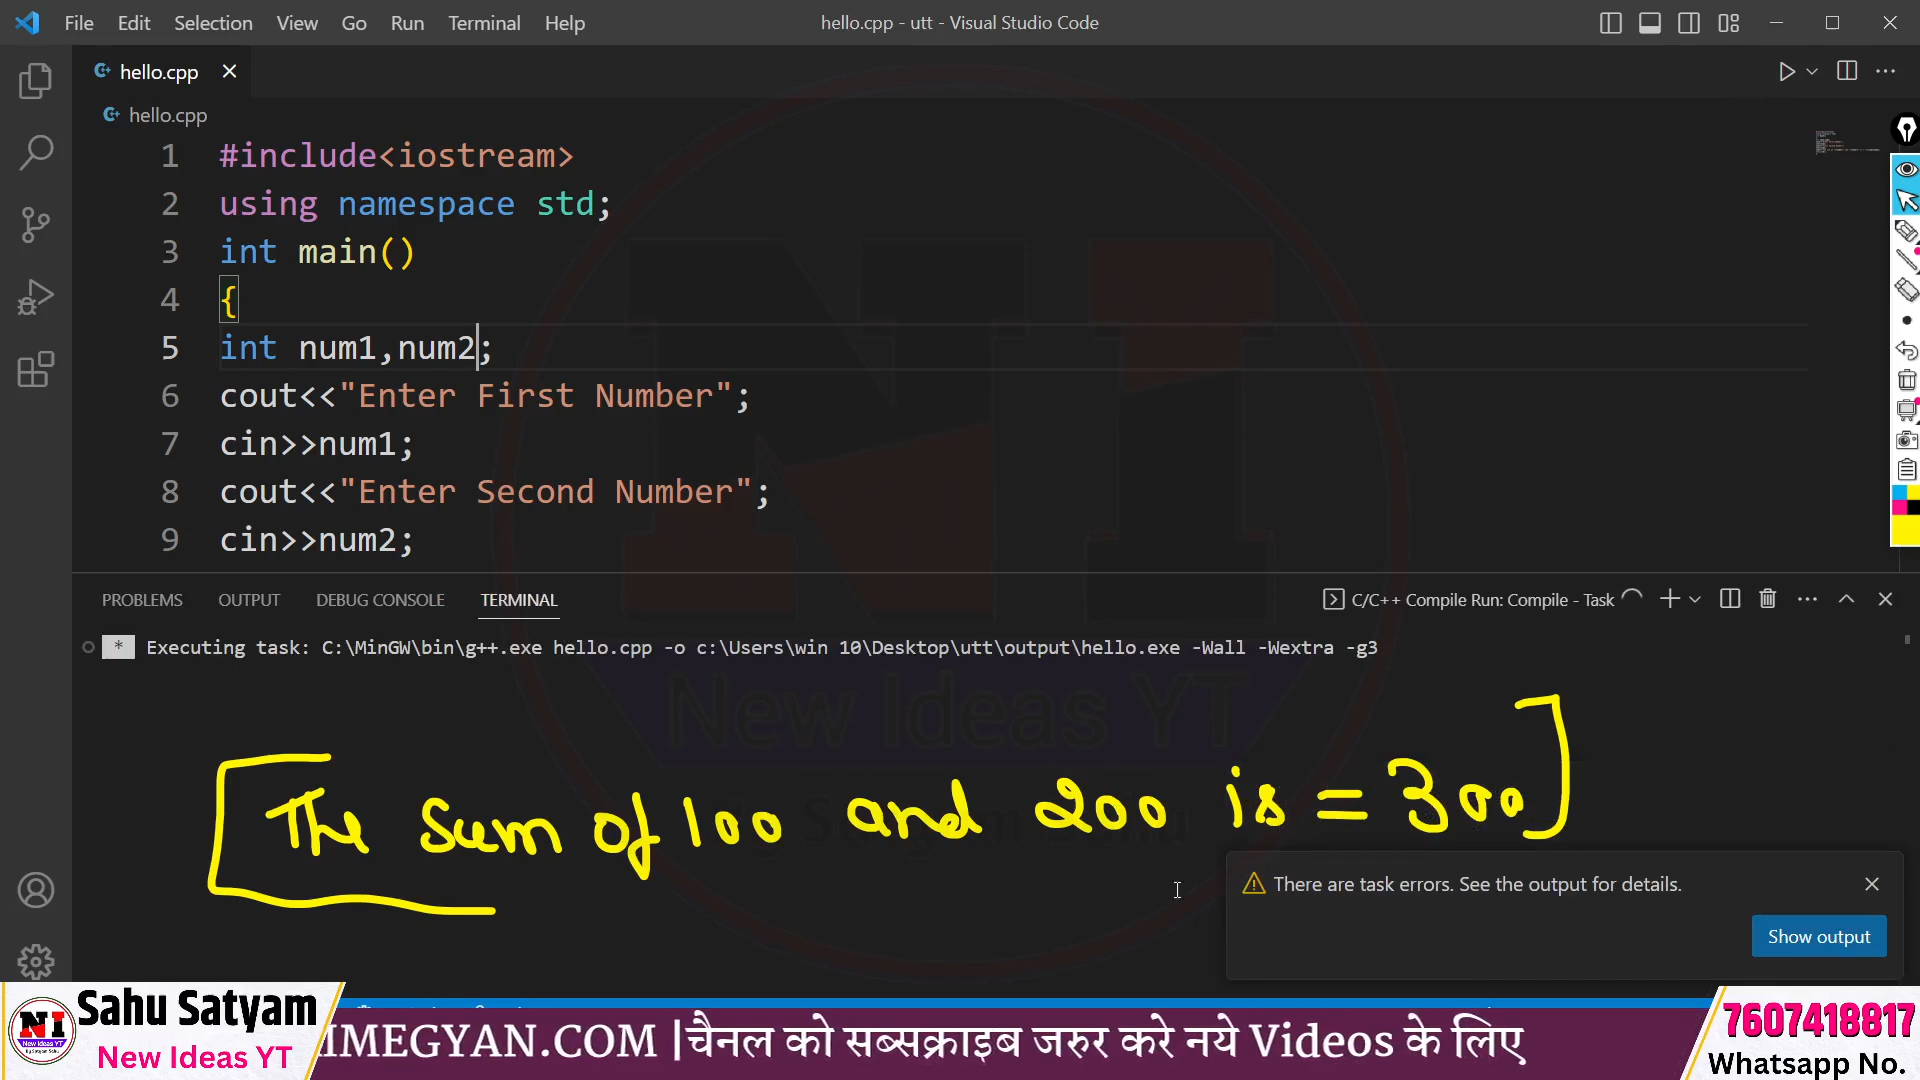 File Edit Selection View Go Run Terminal Help hello.cpp - utt - Visual Studio Code
hello.cpp
hello.cpp
1 #include<iostream>
2 using namespace std;
3 int main()
4 {
5 int num1,num2;
6 cout<<"Enter First Number";
7 cin>>num1;
8 cout<<"Enter Second Number";
9 cin>>num2;
PROBLEMS OUTPUT DEBUG CONSOLE TERMINAL C/C++ Compile Run: Compile - Task
* Executing task: C:\MinGW\bin\g++.exe hello.cpp -o c:\Users\win 10\Desktop\utt\output\hello.exe -Wall -Wextra -g3
NI
New Ideas YT
The Sum of 100 and 200 is = 300
There are task errors. See the output for details.
Show output
NI
Sahu Satyam
New Ideas YT
IMEGYAN.COM |चैनल को सब्सक्राइब जरुर करे नये Videos के लिए
7607418817
Whatsapp No.